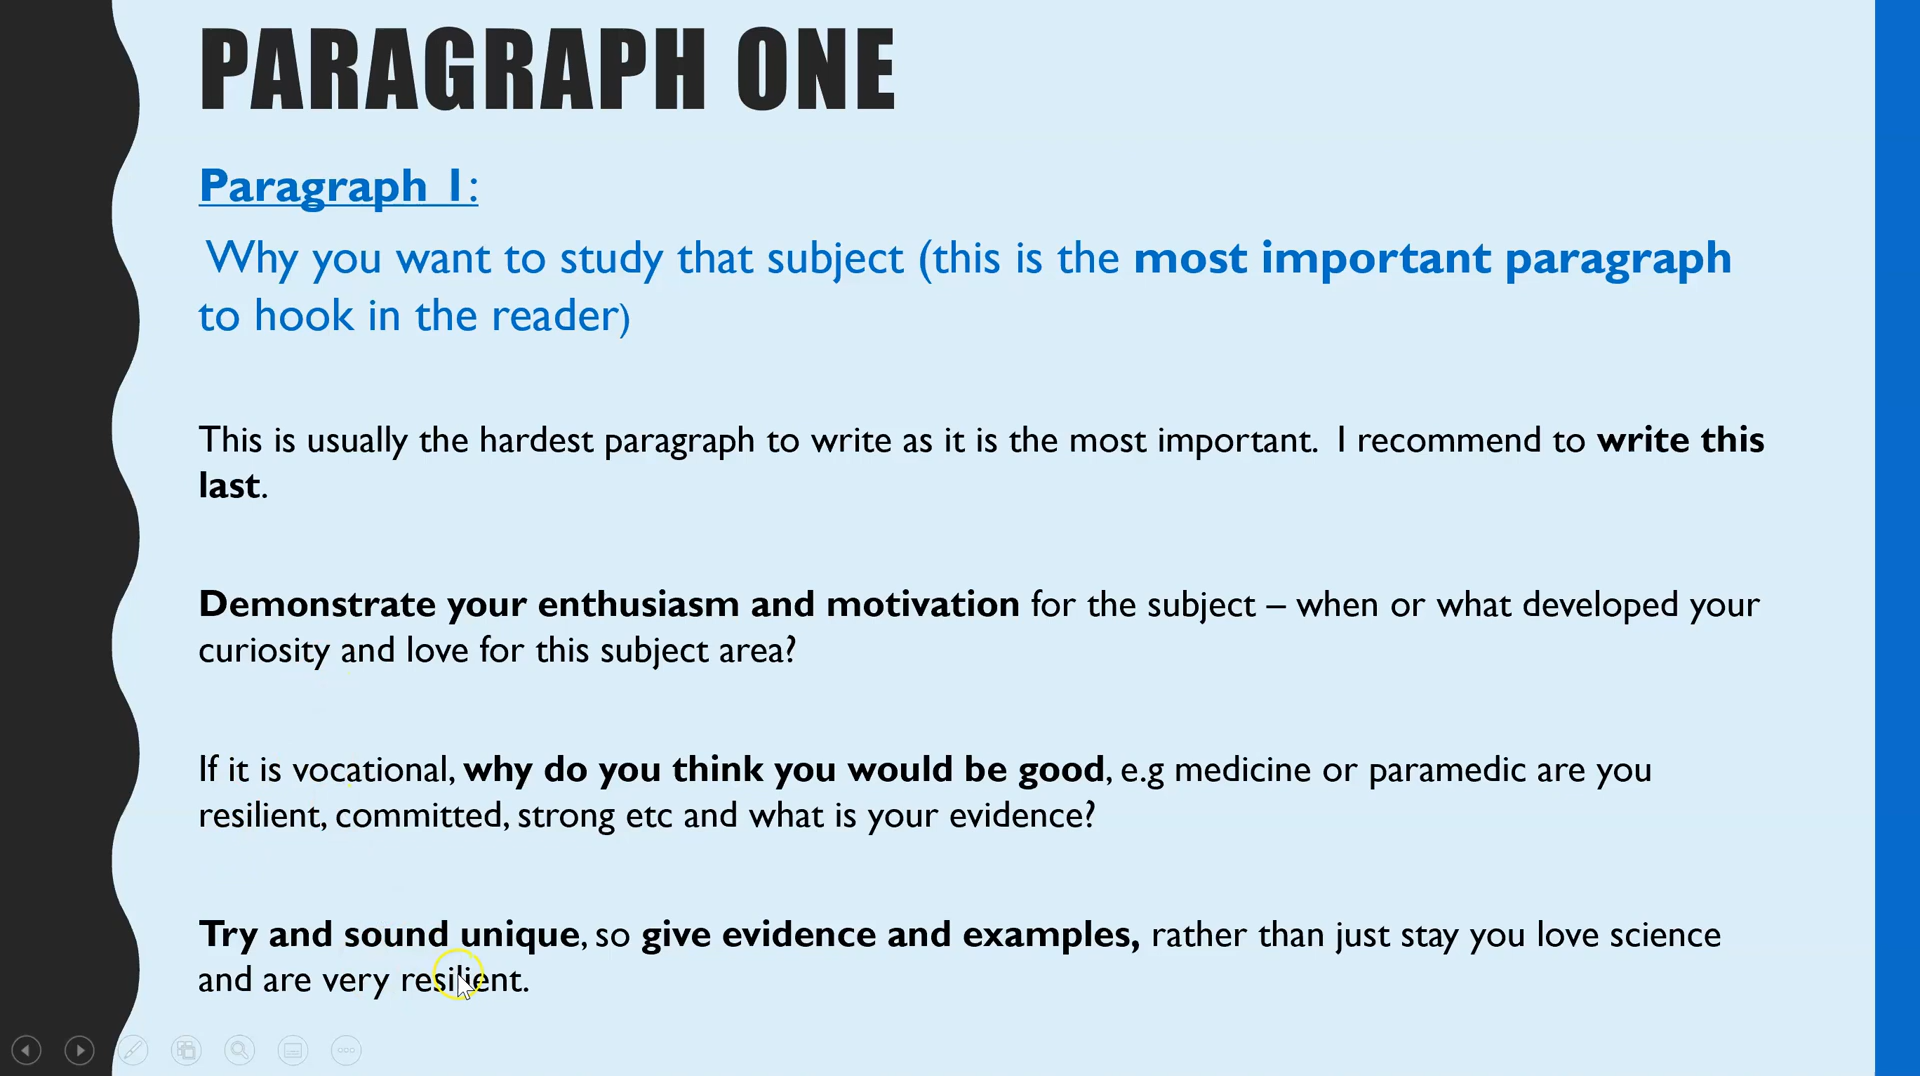 PARAGRAPH ONE
Paragraph 1:
Why you want to study that subject (this is the most important paragraph
to hook in the reader)
This is usually the hardest paragraph to write as it is the most important. I recommend to write this
last.
Demonstrate your enthusiasm and motivation for the subject – when or what developed your
curiosity and love for this subject area?
If it is vocational, why do you think you would be good, e.g medicine or paramedic are you
resilient, committed, strong etc and what is your evidence?
Try and sound unique, so give evidence and examples, rather than just stay you love science
and are very resilient.